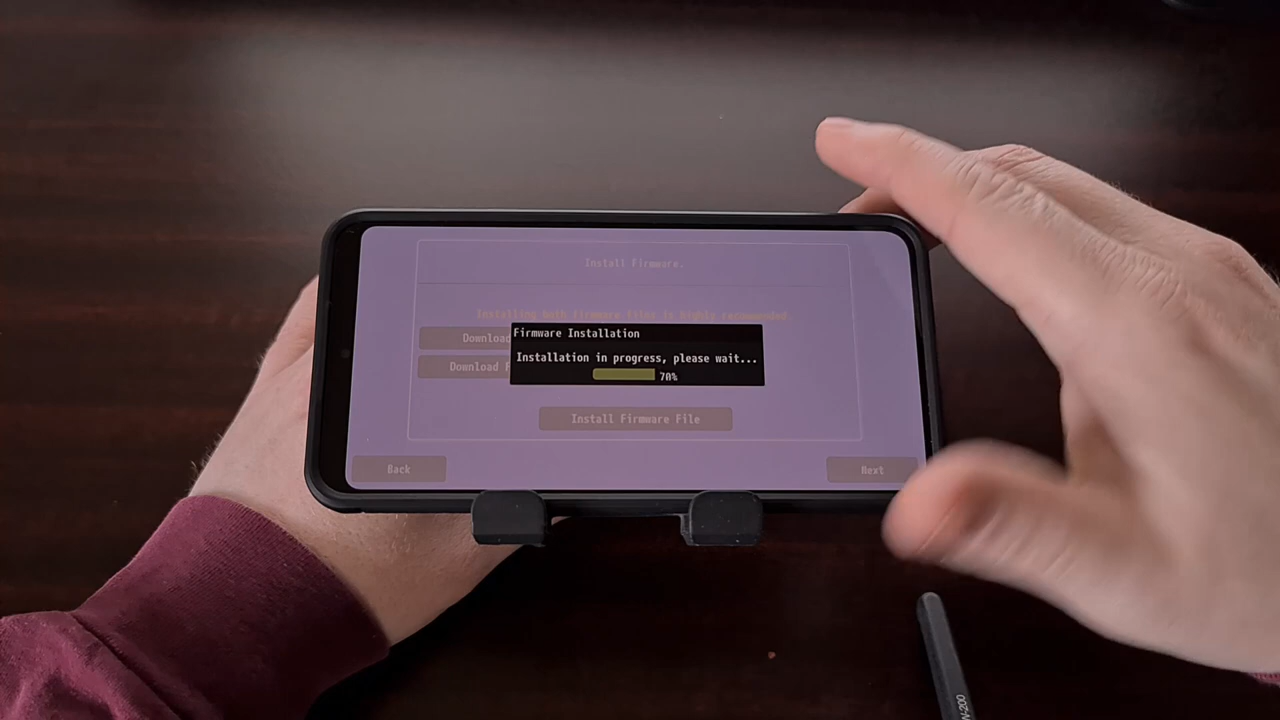 Install Firmware.
Installing both firmware files is highly recommended.
Download
Firmware Installation
Installation in progress, please wait...
70%
Download F
Install Firmware File
Back
Next
W-200